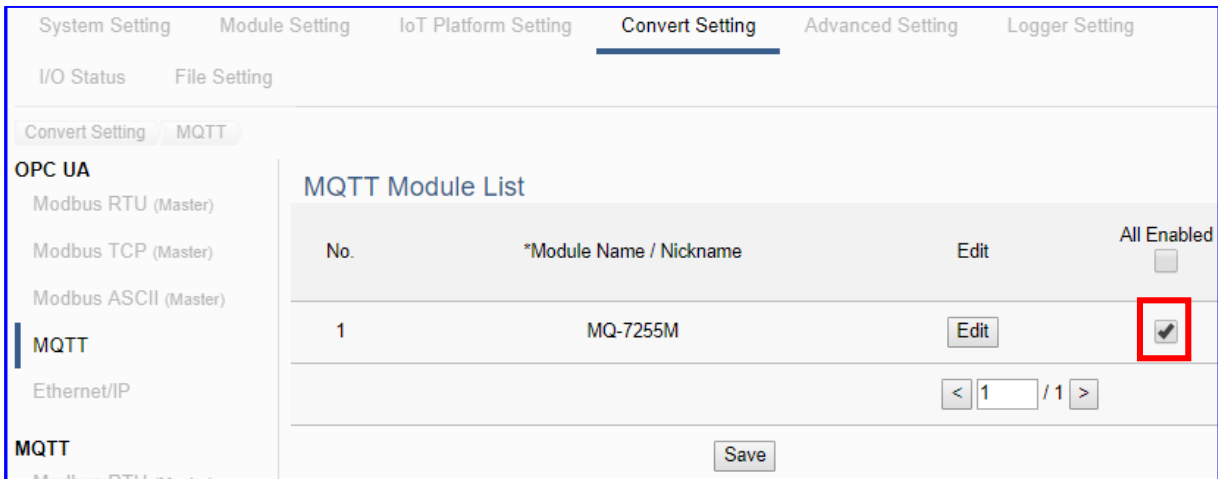 System Setting Module Setting IoT Platform Setting Convert Setting Advanced Setting Logger Setting
I/O Status File Setting
Convert Setting MQTT
OPC UA
Modbus RTU (Master)
Modbus TCP (Master)
Modbus ASCII (Master)
MQTT
Ethernet/IP
MQTT
MQTT Module List
No. *Module Name / Nickname Edit All Enabled
1 MQ-7255M Edit
< 1 / 1 >
Save